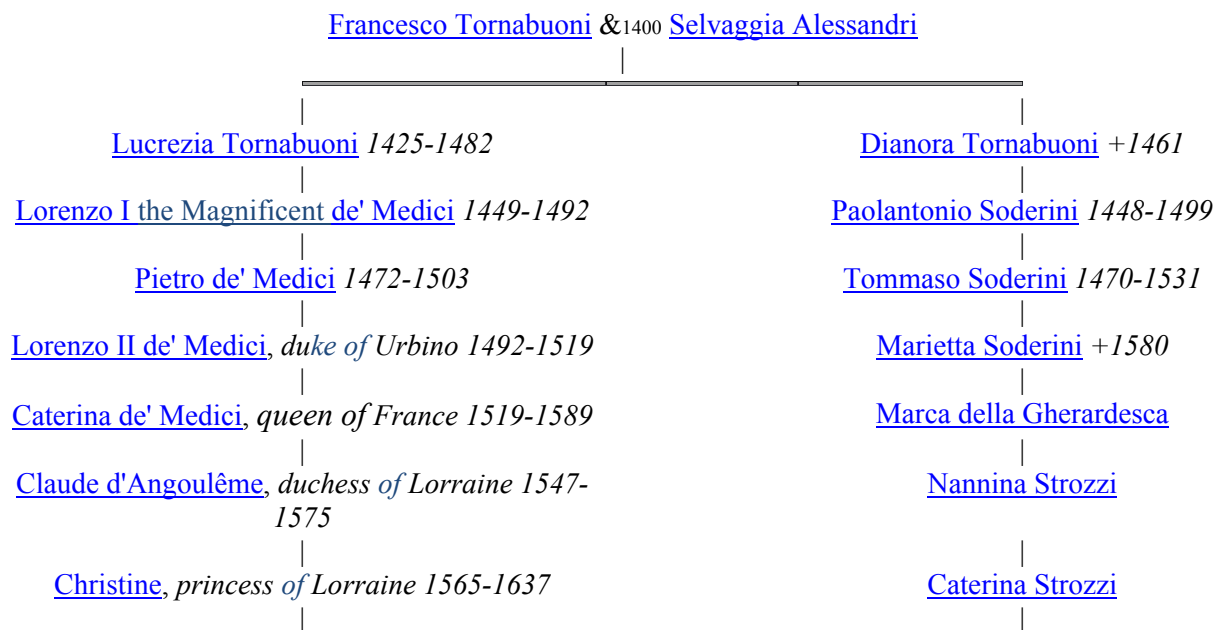 Francesco Tornabuoni &1400 Selvaggia Alessandri
Lucrezia Tornabuoni 1425-1482
Dianora Tornabuoni +1461
Lorenzo I the Magnificent de' Medici 1449-1492
Paolantonio Soderini 1448-1499
Pietro de' Medici 1472-1503
Tommaso Soderini 1470-1531
Lorenzo II de' Medici, duke of Urbino 1492-1519
Marietta Soderini +1580
Caterina de' Medici, queen of France 1519-1589
Marca della Gherardesca
Claude d'Angoulême, duchess of Lorraine 1547-
1575
Nannina Strozzi
Christine, princess of Lorraine 1565-1637
Caterina Strozzi